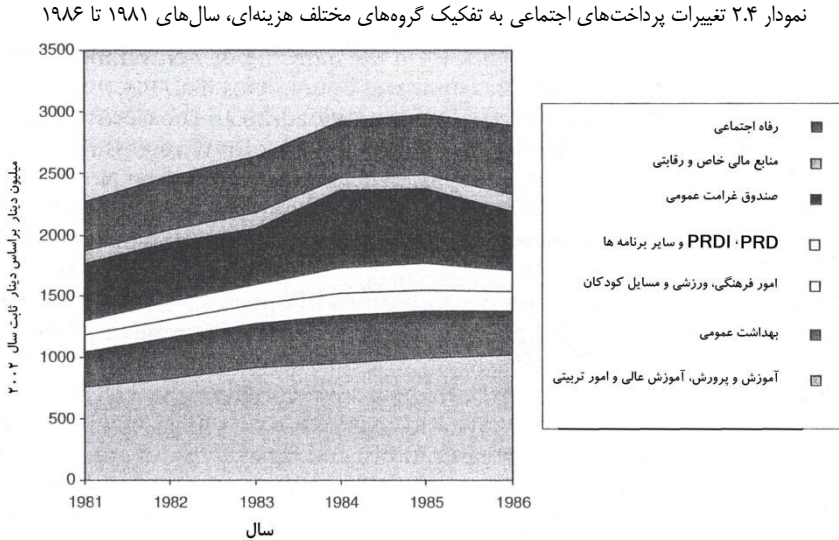 نمودار ۲.۴ تغییرات پرداخت‌های اجتماعی به تفکیک گروه‌های مختلف هزینه‌ای، سال‌های ۱۹۸۱ تا ۱۹۸۶
میلیون دینار براساس دینار ثابت سال ۲۰۰۲
3500
3000
2500
2000
1500
1000
500
0
1981 1982 1983 1984 1985 1986
سال
رفاه اجتماعی
منابع مالی خاص و رقابتی
صندوق غرامت عمومی
PRD، PRDI و سایر برنامه ها
امور فرهنگی، ورزشی و مسایل کودکان
بهداشت عمومی
آموزش و پرورش، آموزش عالی و امور تربیتی